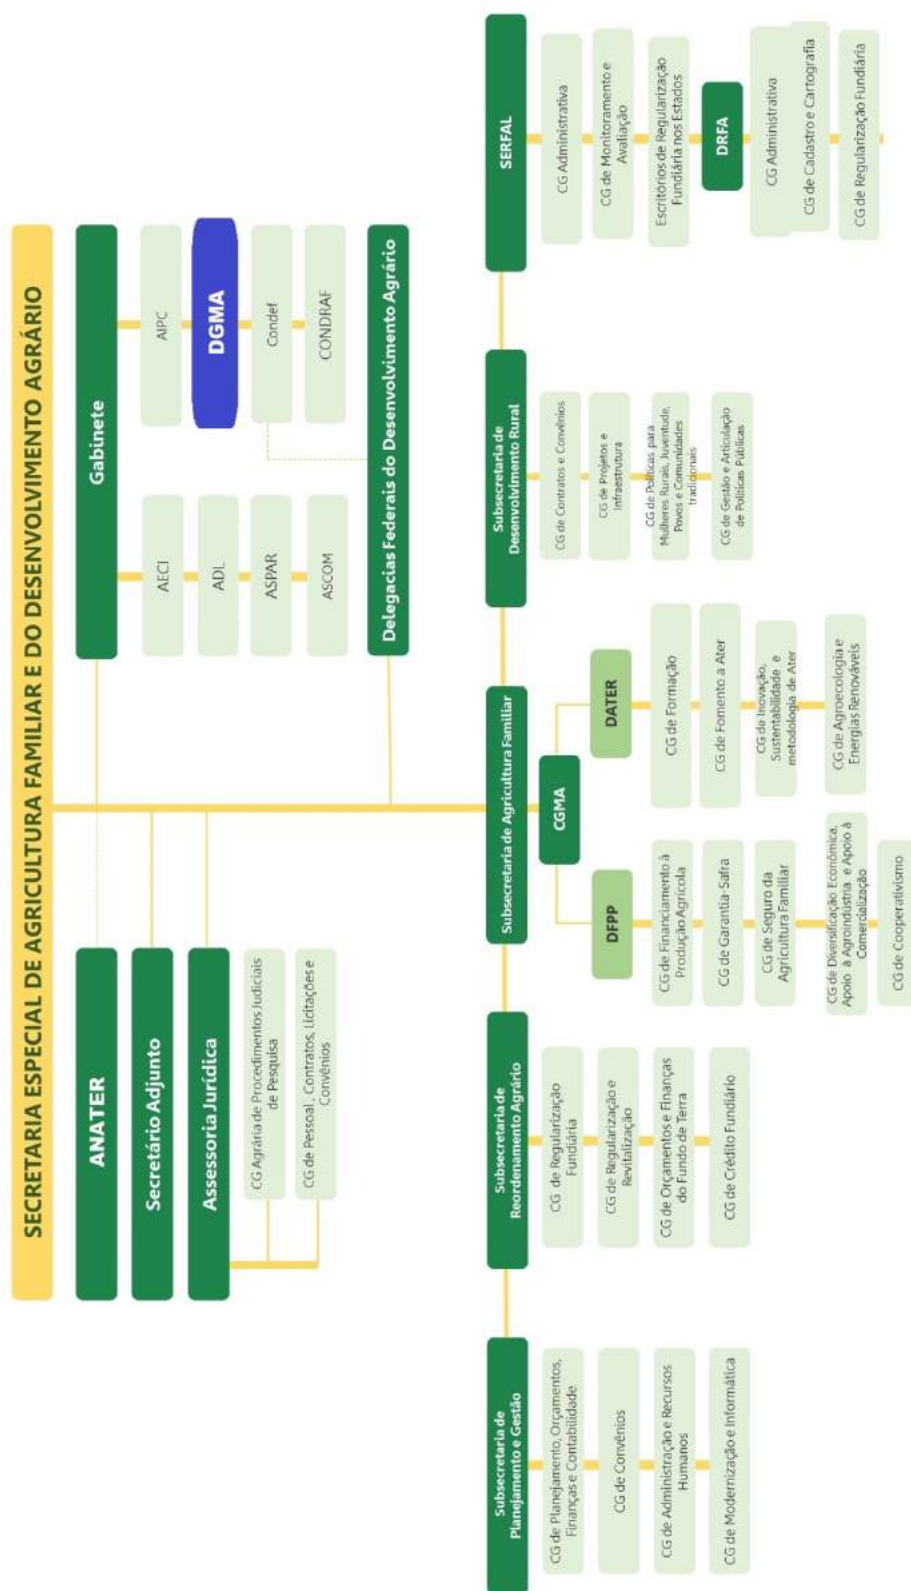 SECRETARIA ESPECIAL DE AGRICULTURA FAMILIAR E DO DESENVOLVIMENTO AGRÁRIO
ANATER
Secretário Adjunto
Assessoria Jurídica
CG Agrária de Procedimentos Judiciais
de Pesquisa
CG de Pessoal, Contratos, Licitações e
Convênios
Gabinete
AECI
ADL
ASPAR
ASCOM
AIPC
DGMA
Condef
CONDRAF
Delegacias Federais do Desenvolvimento Agrário
Subsecretaria de
Planejamento e Gestão
CG de Planejamento, Orçamentos,
Finanças e Contabilidade
CG de Convênios
CG de Administração e Recursos
Humanos
CG de Modernização e Informática
Subsecretaria de
Reordenamento Agrário
CG de Regularização
Fundiária
CG de Regularização e
Revitalização
CG de Orçamentos e Finanças
do Fundo de Terra
CG de Crédito Fundiário
Subsecretaria de Agricultura Familiar
CGMA
DFPP
CG de Financiamento à
Produção Agrícola
CG de Garantia-Safra
CG de Seguro da
Agricultura Familiar
CG de Diversificação Econômica,
Apoio à Agroindústria e Apoio à
Comercialização
CG de Cooperativismo
DATER
CG de Formação
CG de Fomento a Ater
CG de Inovação,
Sustentabilidade e
metodologia de Ater
CG de Agroecologia e
Energias Renováveis
Subsecretaria de
Desenvolvimento Rural
CG de Contratos e Convênios
CG de Projetos e
Infraestrutura
CG de Políticas para
Mulheres Rurais, Juventude,
Povos e Comunidades
tradicionais
CG de Gestão e Articulação
de Políticas Públicas
SERFAL
CG Administrativa
CG de Monitoramento e
Avaliação
Escritórios de Regularização
Fundiária nos Estados
DRFA
CG Administrativa
CG de Cadastro e Cartografia
CG de Regularização Fundiária